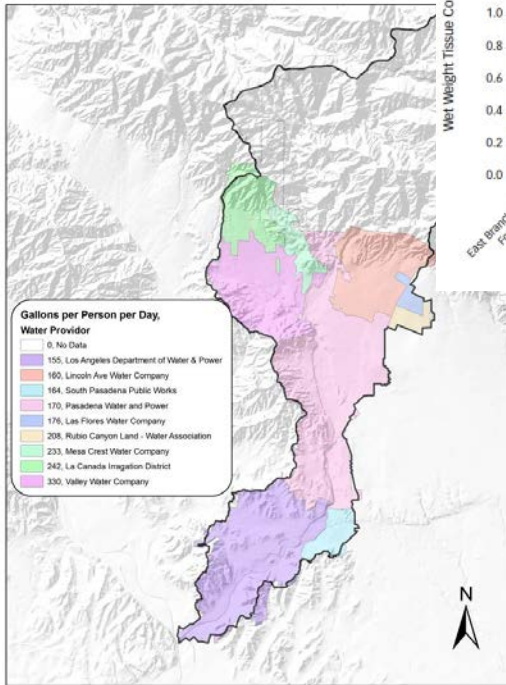 Gallons per Person per Day,
Water Providor
0, No Data
155, Los Angeles Department of Water & Power
160, Lincoln Ave Water Company
164, South Pasadena Public Works
170, Pasadena Water and Power
176, Las Flores Water Company
208, Rubio Canyon Land - Water Association
233, Mesa Crest Water Company
242, La Canada Irragation District
330, Valley Water Company
N
Wet Weight Tissue Co
1.0
0.8
0.6
0.4
0.2
0.0
East Branc